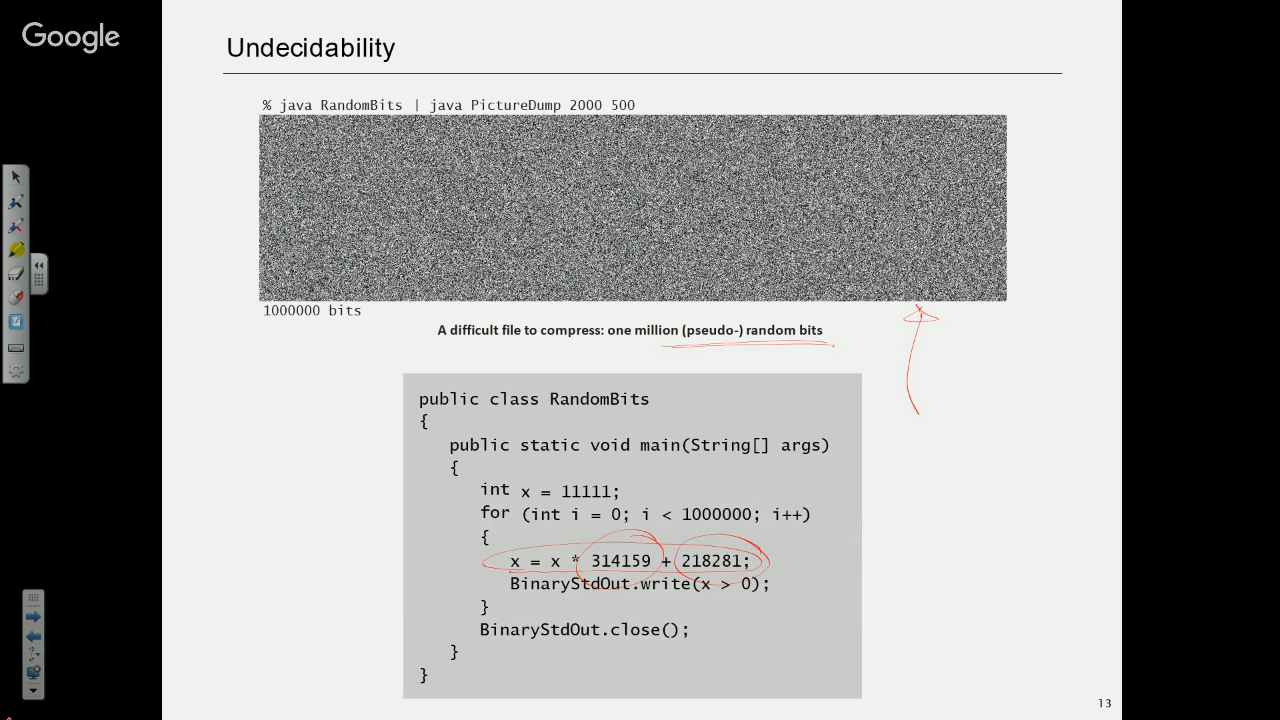 Google
Undecidability
% java RandomBits | java PictureDump 2000 500
1000000 bits
A difficult file to compress: one million (pseudo-) random bits
public class RandomBits
{
public static void main(String[] args)
{
int x = 11111;
for (int i = 0; i < 1000000; i++)
{
x = x * 314159 + 218281;
BinaryStdOut.write(x > 0);
}
BinaryStdOut.close();
}
}
13